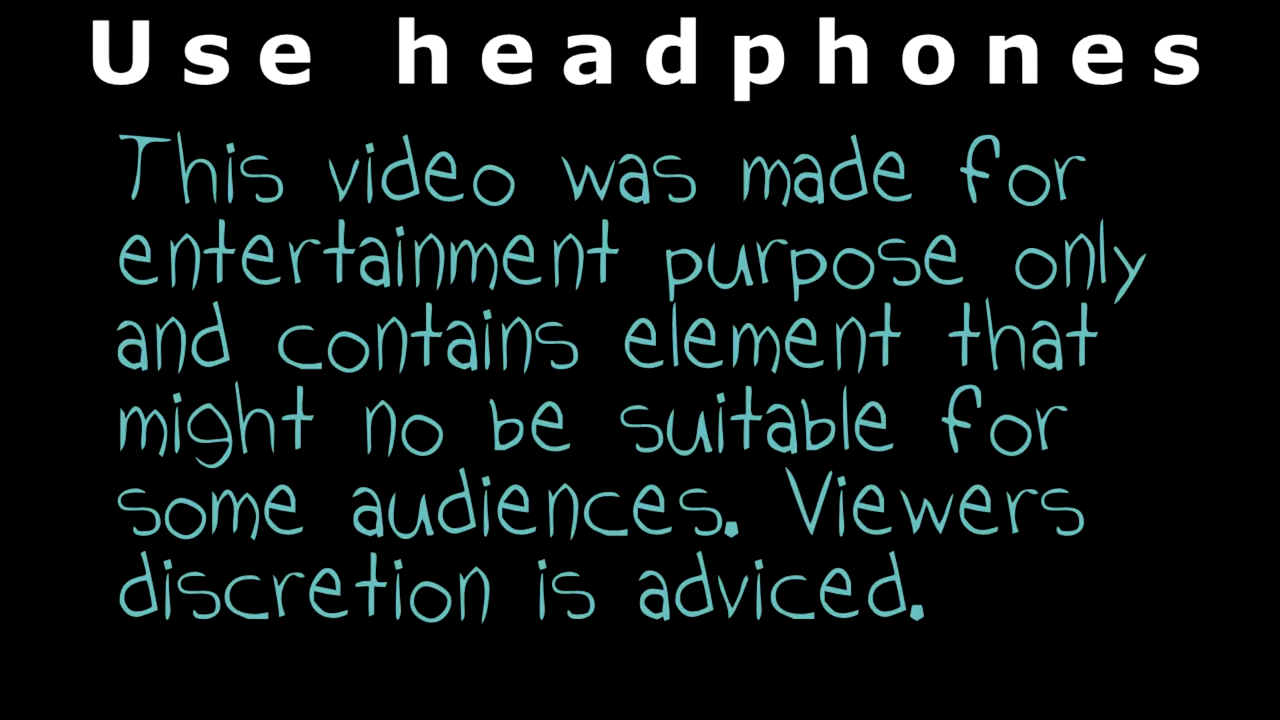 Use headphones
This video was made for
entertainment purpose only
and contains element that
might no be suitable for
some audiences. Viewers
discretion is adviced.